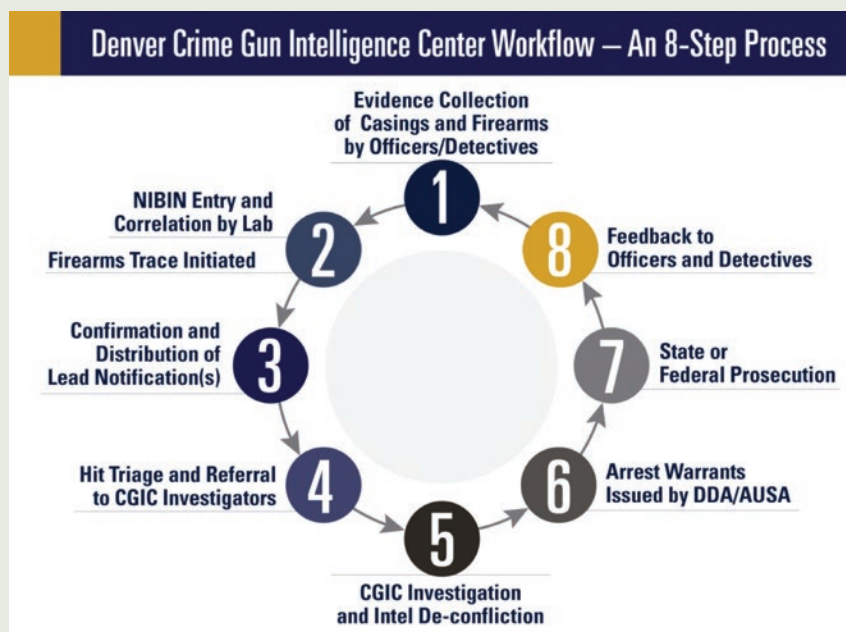 Denver Crime Gun Intelligence Center Workflow – An 8-Step Process
Evidence Collection
of Casings and Firearms
by Officers/Detectives
1
NIBIN Entry and
Correlation by Lab
Firearms Trace Initiated
2
Confirmation and
Distribution of
Lead Notification(s)
3
Hit Triage and Referral
to CGIC Investigators
4
5
CGIC Investigation
and Intel De-confliction
6
Arrest Warrants
Issued by DDA/AUSA
7
State or
Federal Prosecution
8
Feedback to
Officers and Detectives